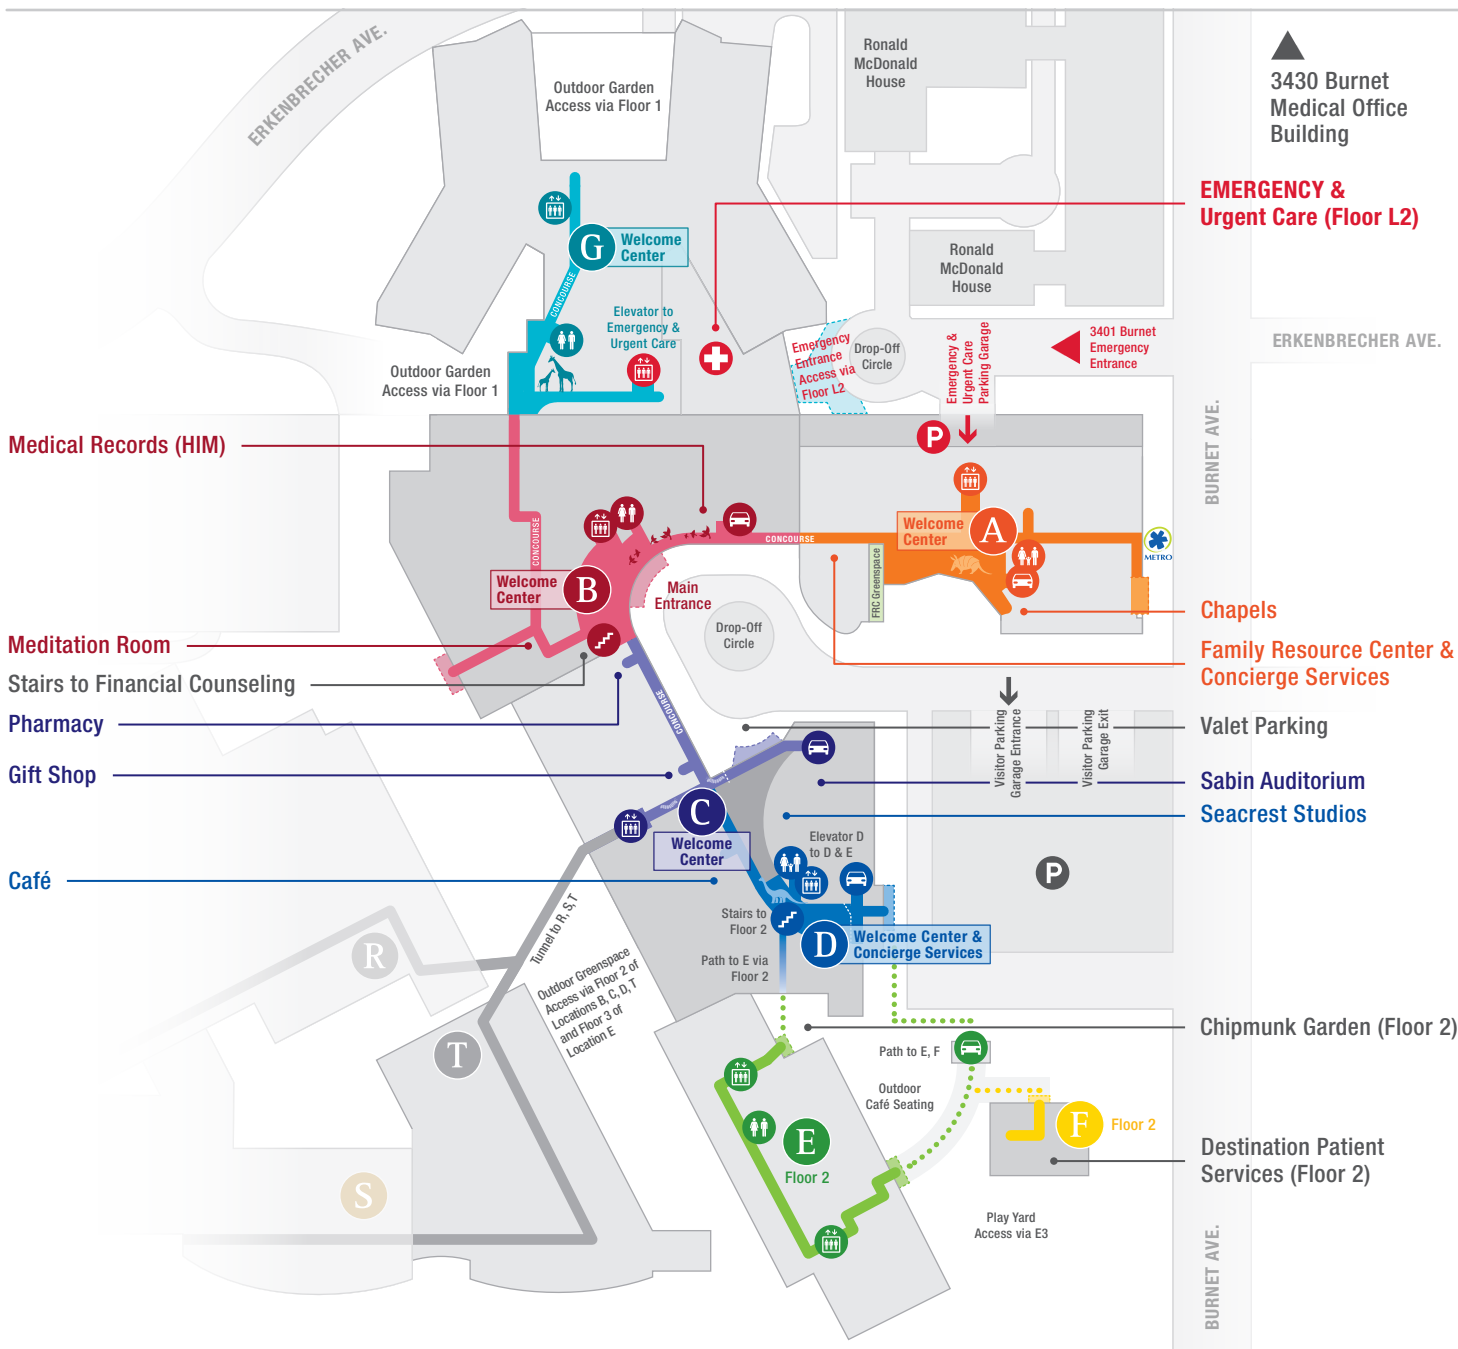 ERKENBRECHER AVE.
Outdoor Garden
Access via Floor 1
Ronald
McDonald
House
3430 Burnet
Medical Office
Building
EMERGENCY &
Urgent Care (Floor L2)
G
Welcome
Center
CONCOURSE
Ronald
McDonald
House
Elevator to
Emergency &
Urgent Care
Outdoor Garden
Access via Floor 1
Emergency
Entrance
Access via
Floor L2
Drop-Off
Circle
Emergency &
Urgent Care
Parking Garage
3401 Burnet
Emergency
Entrance
ERKENBRECHER AVE.
BURNET AVE.
P
Medical Records (HIM)
CONCOURSE
CONCOURSE
Welcome
Center
A
METRO
FRC Greenspace
Welcome
Center
B
Main
Entrance
Drop-Off
Circle
Chapels
Family Resource Center &
Concierge Services
Meditation Room
Stairs to Financial Counseling
Pharmacy
CONCOURSE
Gift Shop
Visitor Parking
Garage Entrance
Visitor Parking
Garage Exit
Valet Parking
Sabin Auditorium
Seacrest Studios
C
Welcome
Center
Elevator D
to D & E
P
Café
Stairs to
Floor 2
D
Welcome Center &
Concierge Services
Path to E via
Floor 2
Tunnel to R, S, T
R
Outdoor Greenspace
Access via Floor 2 of
Locations B, C, D, T
and Floor 3 of
Location E
T
Chipmunk Garden (Floor 2)
Path to E, F
Outdoor
Café Seating
E
Floor 2
F
Floor 2
Destination Patient
Services (Floor 2)
S
Play Yard
Access via E3
BURNET AVE.